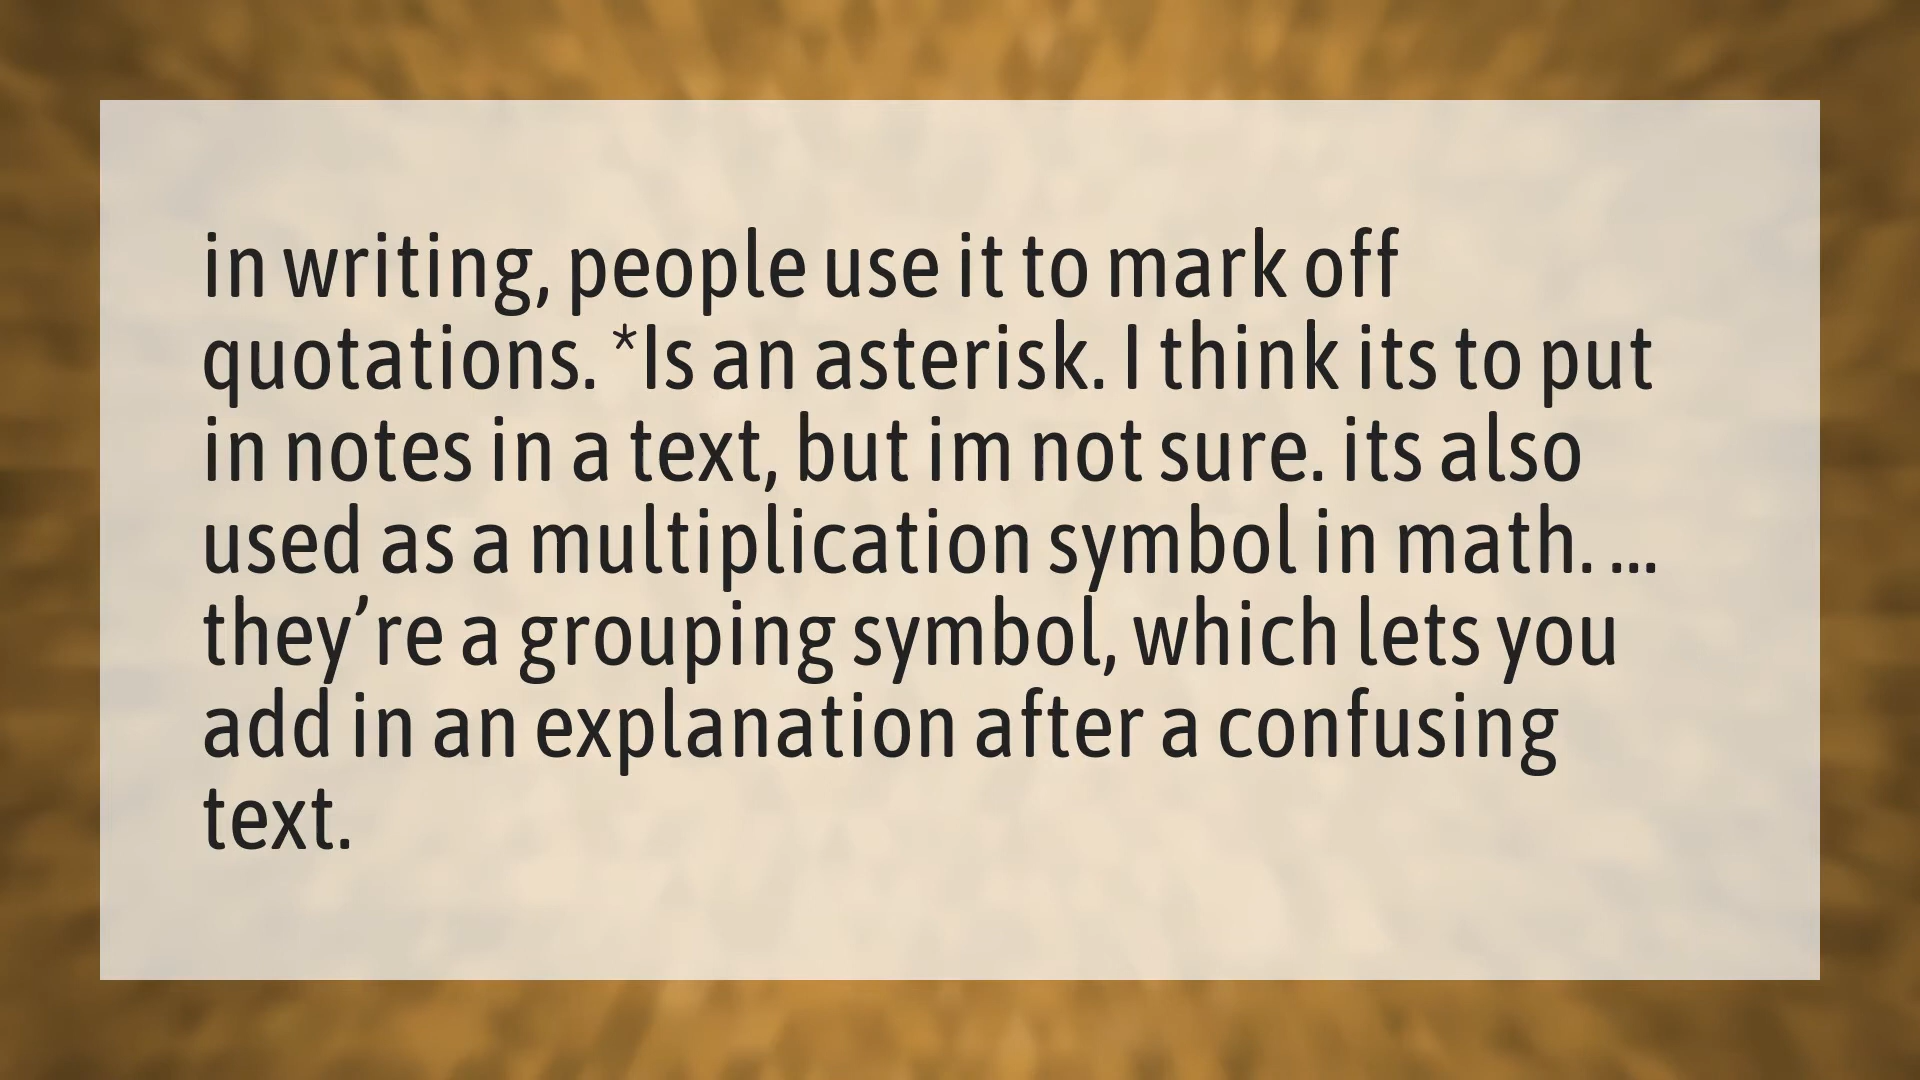 in writing, people use it to mark off
quotations. *Is an asterisk. I think its to put
in notes in a text, but im not sure. its also
used as a multiplication symbol in math. ...
they’re a grouping symbol, which lets you
add in an explanation after a confusing
text.